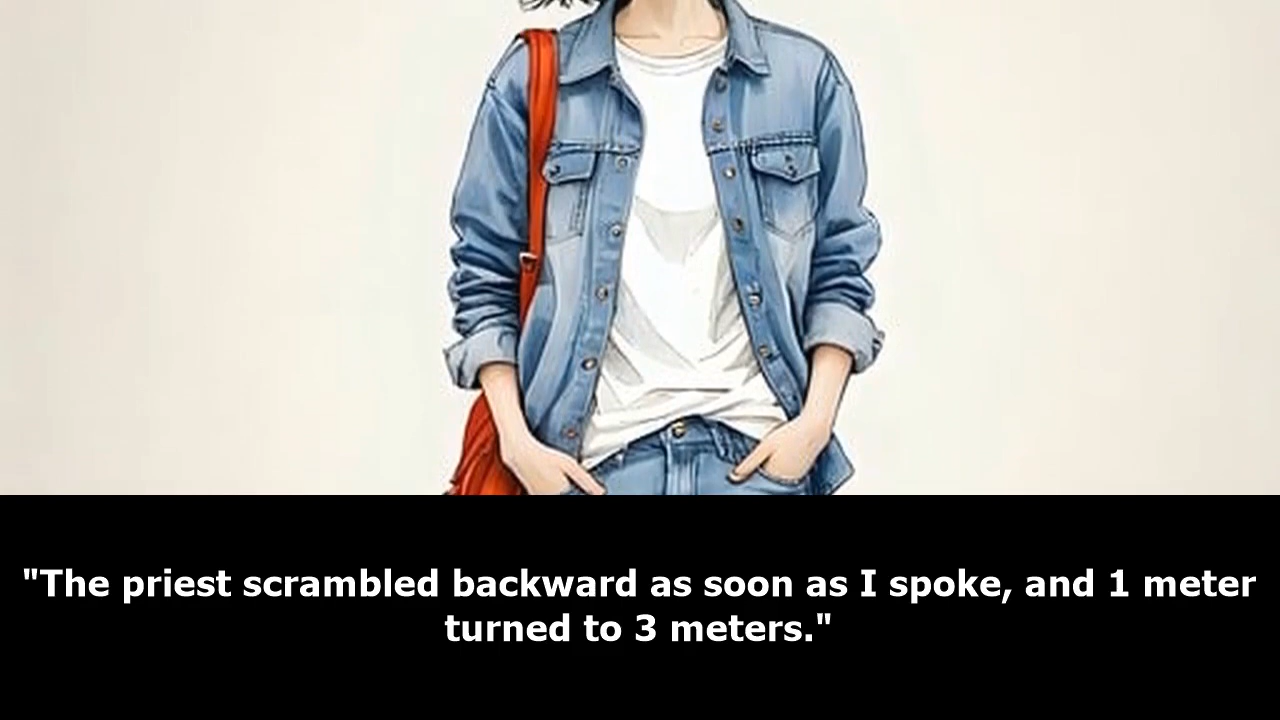 "The priest scrambled backward as soon as I spoke, and 1 meter
turned to 3 meters."